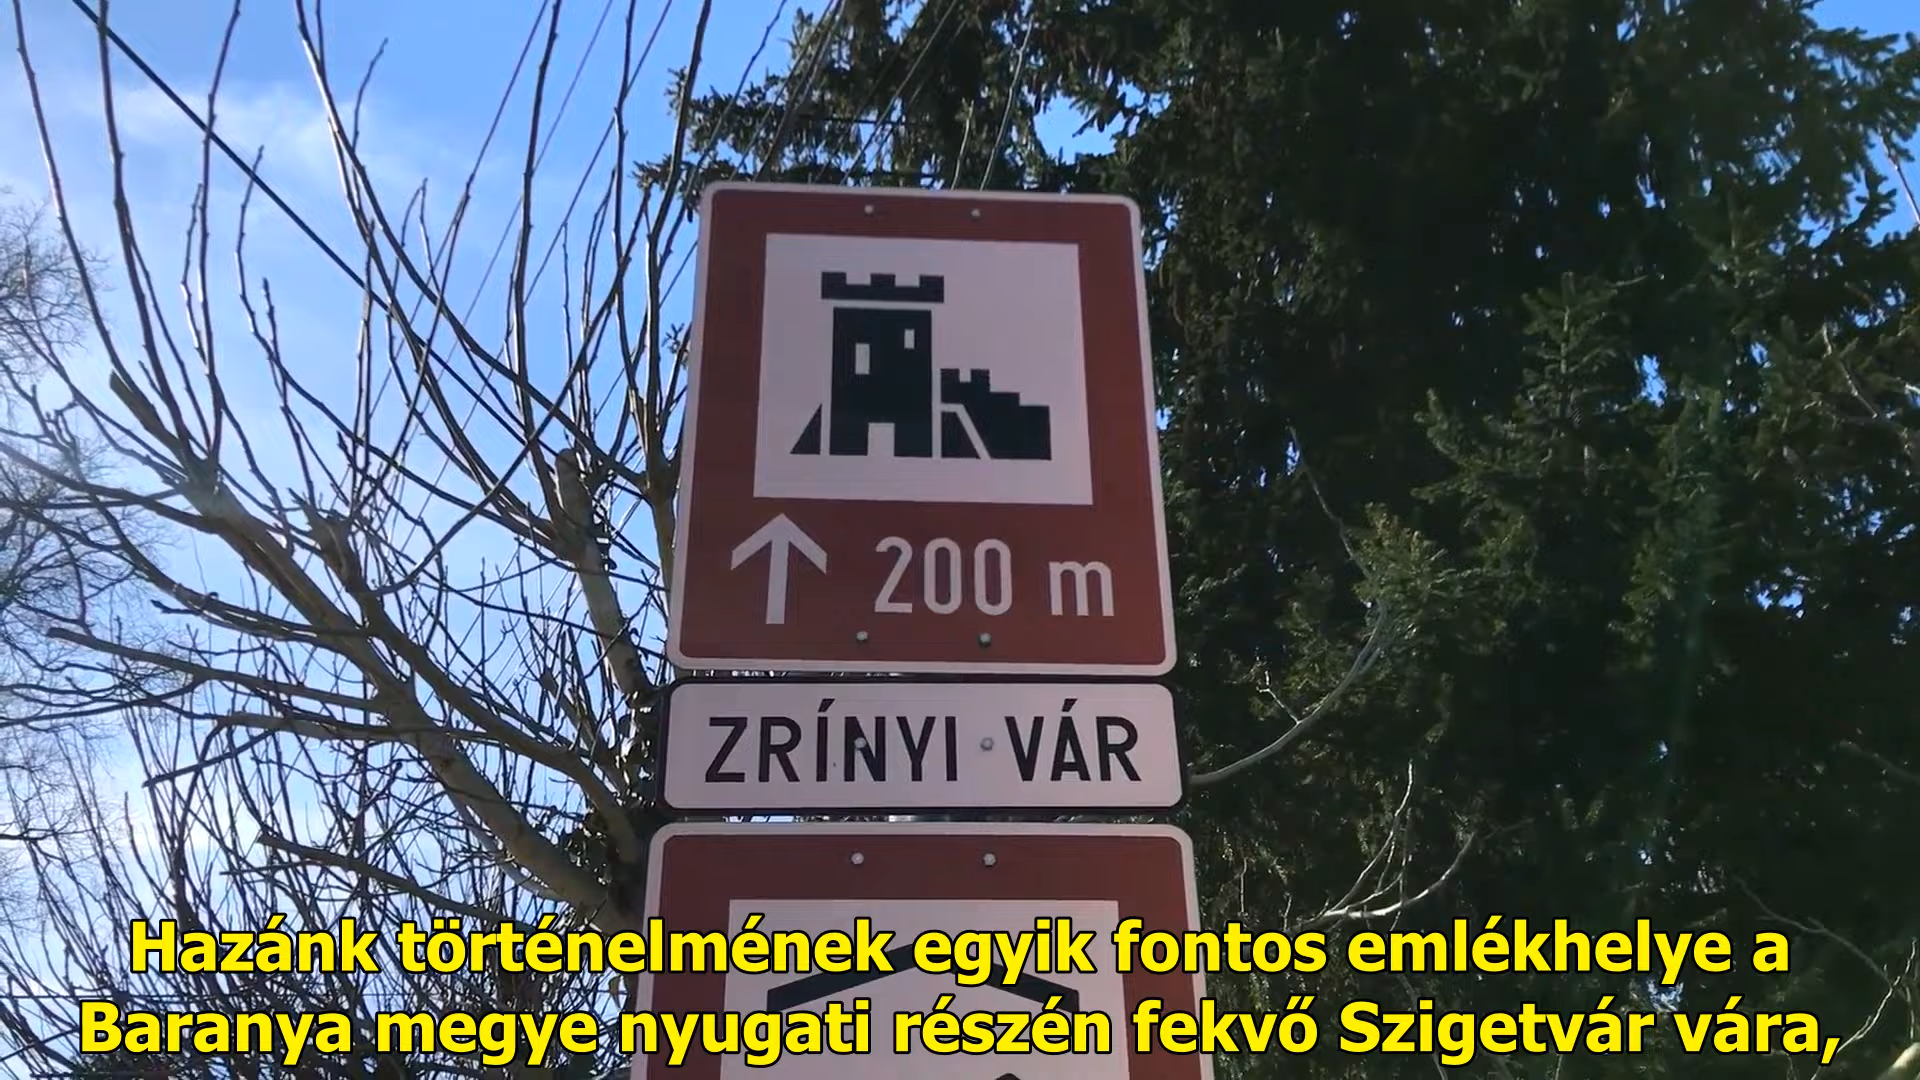 200 m
ZRÍNYI VÁR
Hazánk történelmének egyik fontos emlékhelye a
Baranya megye nyugati részén fekvő Szigetvár vára,